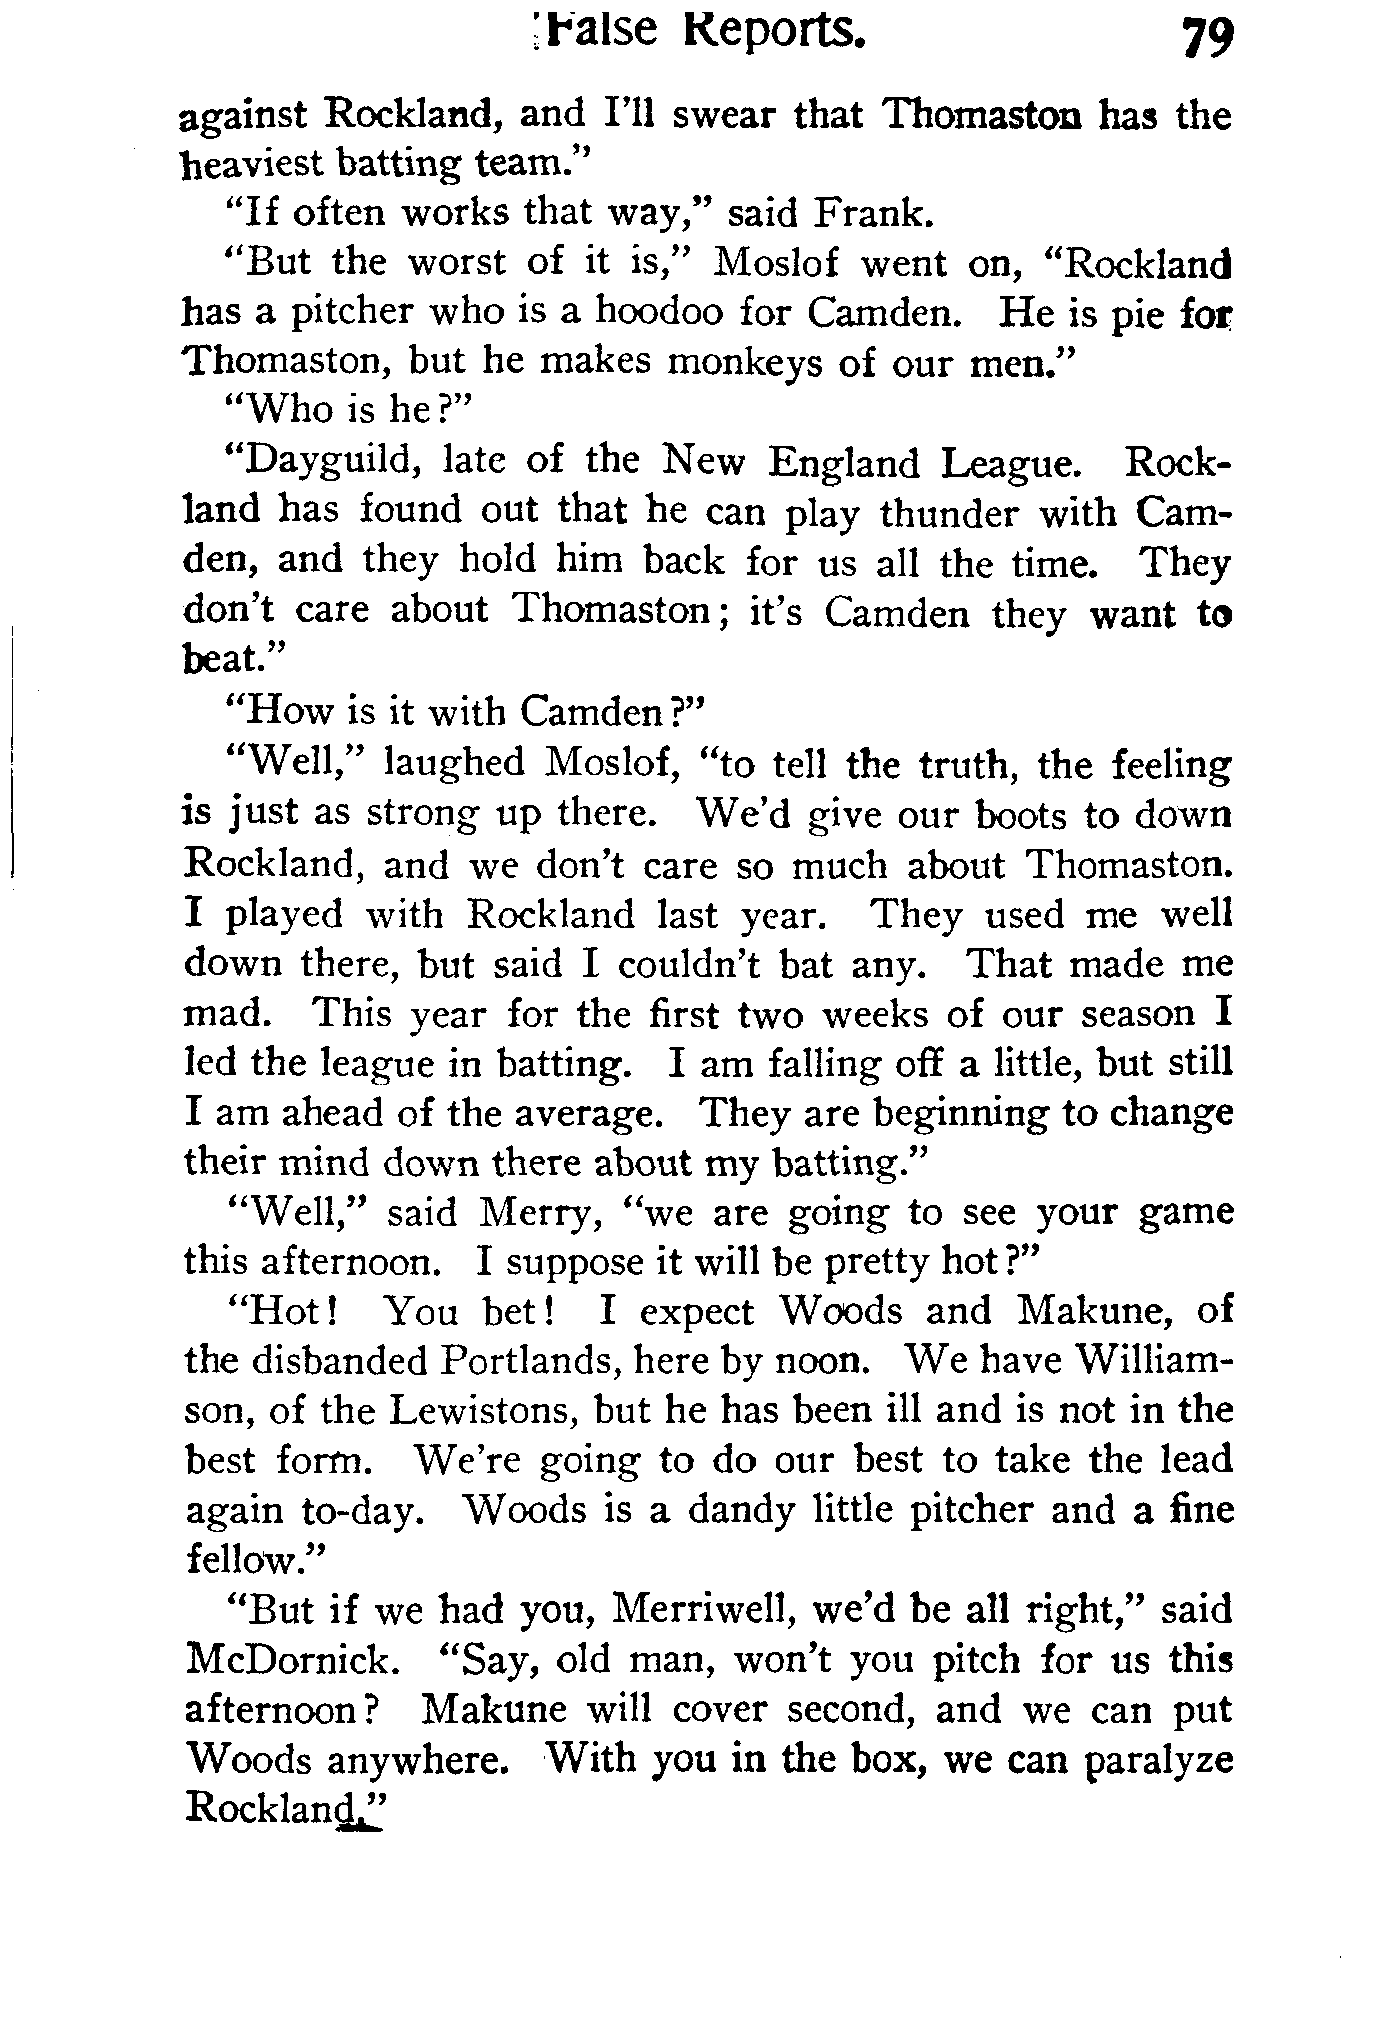 False Reports. 79
against Rockland, and I'll swear that Thomaston has the
heaviest batting team."
"If often works that way," said Frank.
"But the worst of it is," Moslof went on, "Rockland
has a pitcher who is a hoodoo for Camden. He is pie for
Thomaston, but he makes monkeys of our men."
"Who is he?"
"Dayguild, late of the New England League. Rock-
land has found out that he can play thunder with Cam-
den, and they hold him back for us all the time. They
don't care about Thomaston; it's Camden they want to
beat."
"How is it with Camden?"
"Well," laughed Moslof, "to tell the truth, the feeling
is just as strong up there. We'd give our boots to down
Rockland, and we don't care so much about Thomaston.
I played with Rockland last year. They used me well
down there, but said I couldn't bat any. That made me
mad. This year for the first two weeks of our season I
led the league in batting. I am falling off a little, but still
I am ahead of the average. They are beginning to change
their mind down there about my batting."
"Well," said Merry, "we are going to see your game
this afternoon. I suppose it will be pretty hot?"
"Hot! You bet! I expect Woods and Makune, of
the disbanded Portlands, here by noon. We have William-
son, of the Lewistons, but he has been ill and is not in the
best form. We're going to do our best to take the lead
again to-day. Woods is a dandy little pitcher and a fine
fellow."
"But if we had you, Merriwell, we'd be all right," said
McDornick. "Say, old man, won't you pitch for us this
afternoon? Makune will cover second, and we can put
Woods anywhere. With you in the box, we can paralyze
Rockland."